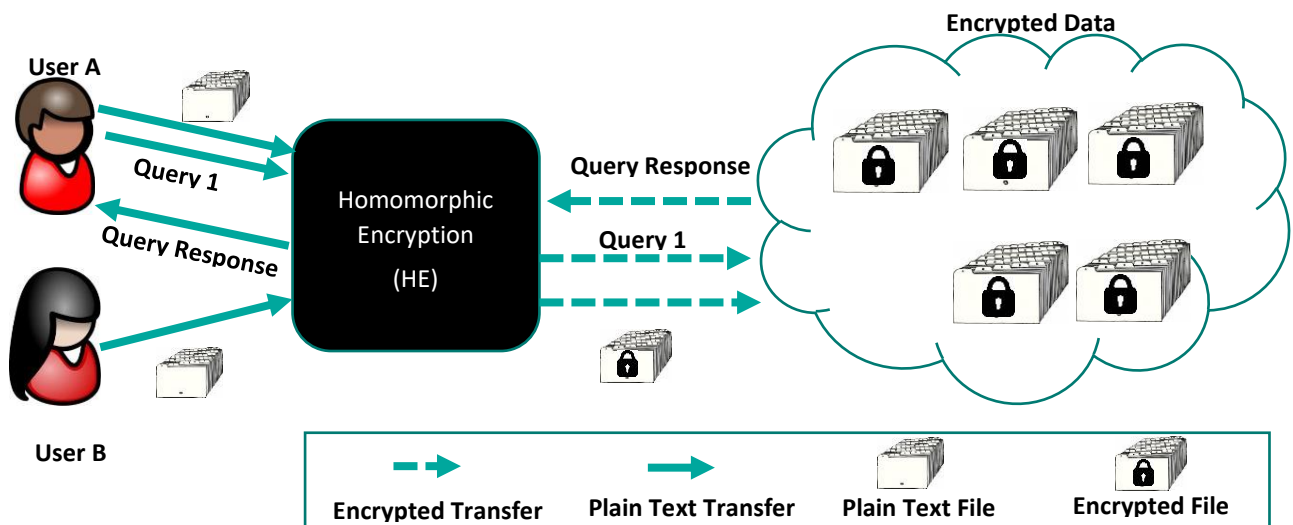 Encrypted Data
User A
Query 1
Query Response
Homomorphic
Encryption
(HE)
Query Response
Query 1
User B
Encrypted Transfer
Plain Text Transfer
Plain Text File
Encrypted File